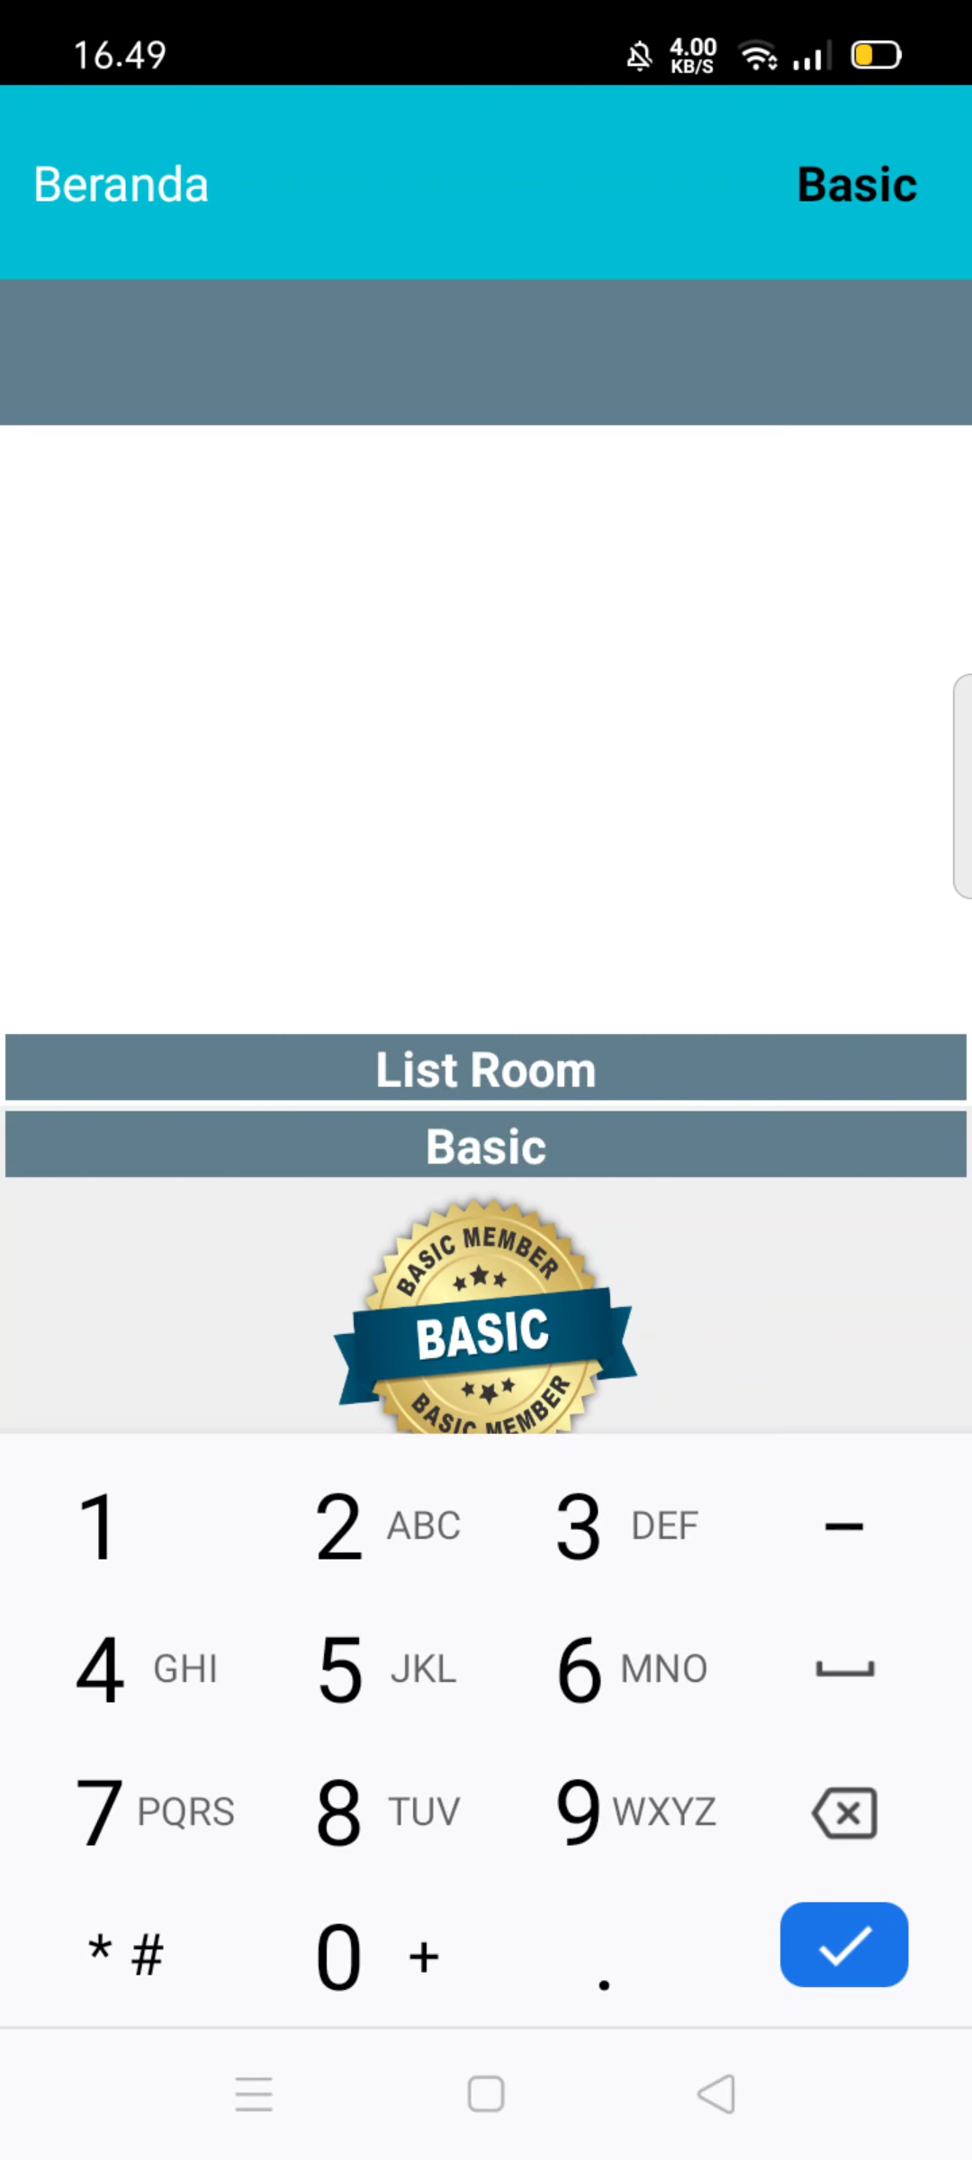 16.49
4.00
KB/S
Beranda
Basic
List Room
Basic
BASIC MEMBER
BASIC
BASIC MEMBER
1
2 ABC
3 DEF
–
4 GHI
5 JKL
6 MNO
7 PQRS
8 TUV
9 WXYZ
* #
0 +
.